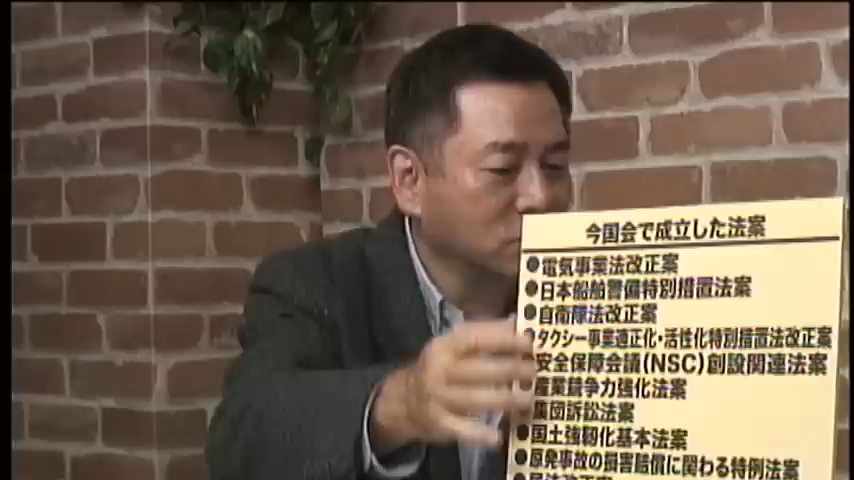 今国会で成立した法案
●電気事業法改正案
●日本船舶警備特別措置法案
●自衛隊法改正案
●タクシー事業適正化・活性化特別措置法改正案
安全保障会議(NSC)創設関連法案
●産業競争力強化法案
集団訴訟法案
●国土強靭化基本法案
●原発事故の損害賠償に関わる特例法案